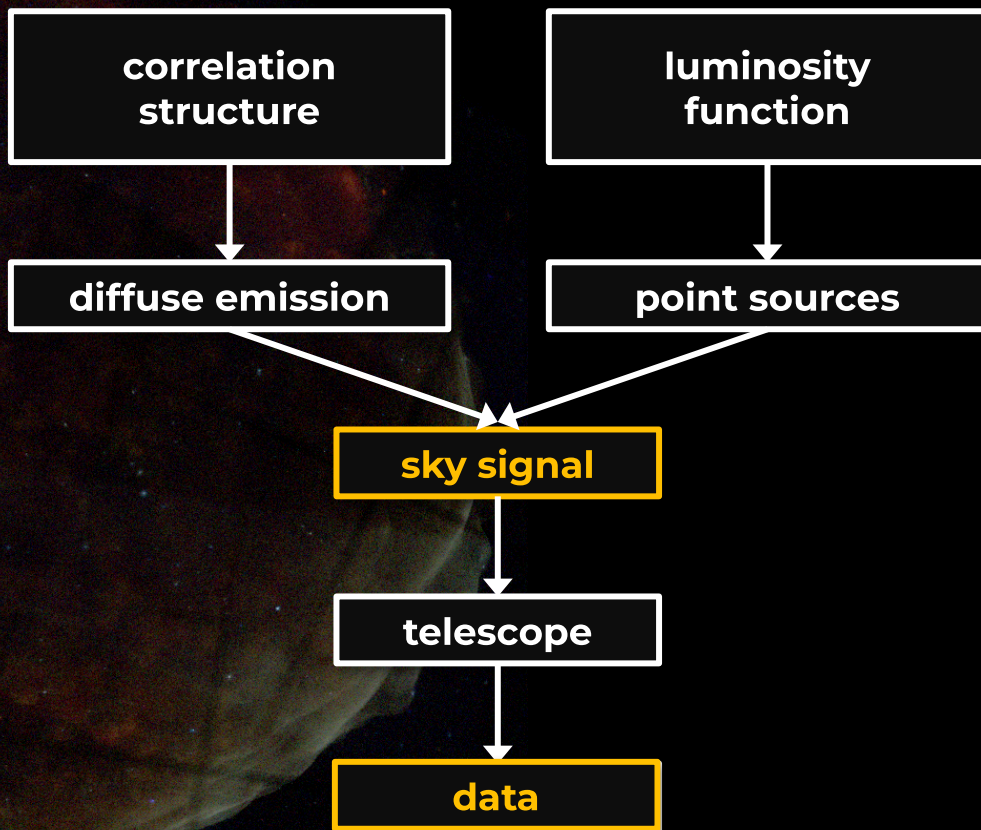 correlation
structure
luminosity
function
diffuse emission
point sources
sky signal
telescope
data